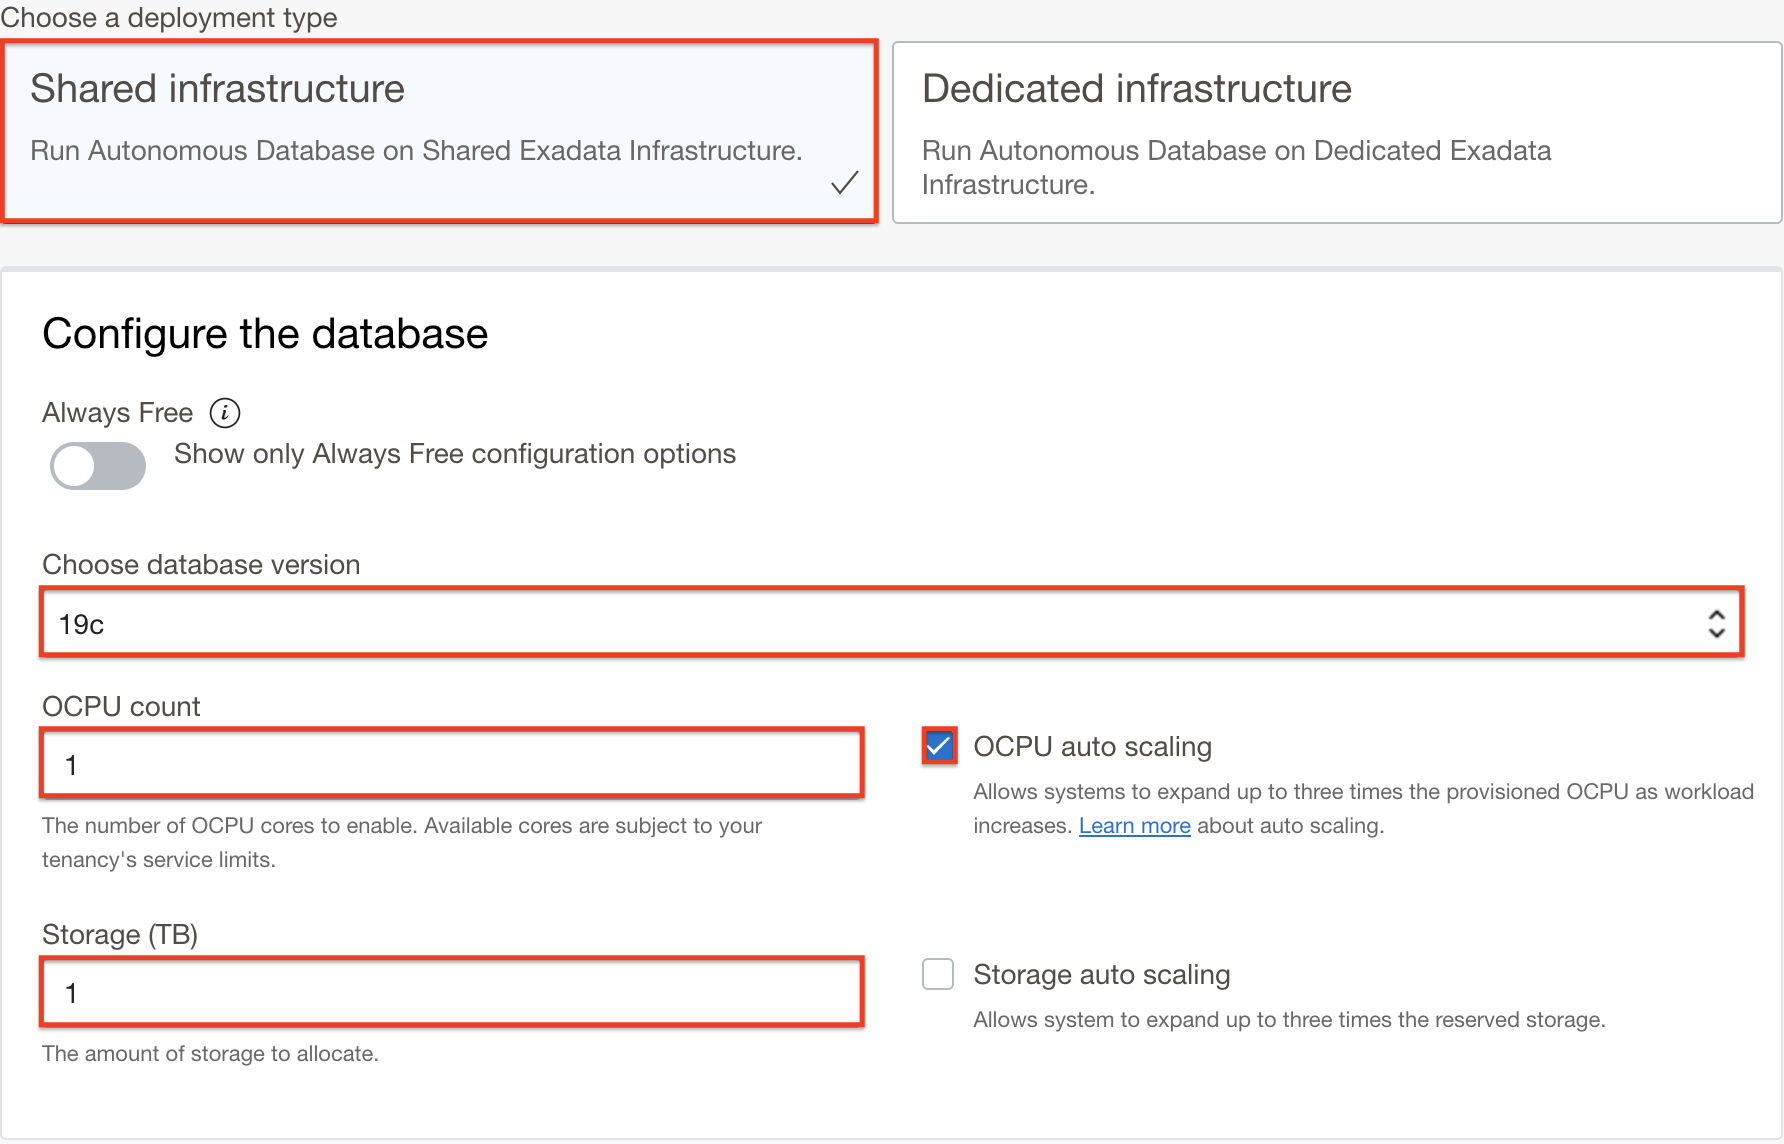 Choose a deployment type
Shared infrastructure
Run Autonomous Database on Shared Exadata Infrastructure.
Dedicated infrastructure
Run Autonomous Database on Dedicated Exadata
Infrastructure.
Configure the database
Always Free
Show only Always Free configuration options
Choose database version
19c
OCPU count
1
The number of OCPU cores to enable. Available cores are subject to your
tenancy's service limits.
OCPU auto scaling
Allows systems to expand up to three times the provisioned OCPU as workload
increases. Learn more about auto scaling.
Storage (TB)
1
The amount of storage to allocate.
Storage auto scaling
Allows system to expand up to three times the reserved storage.